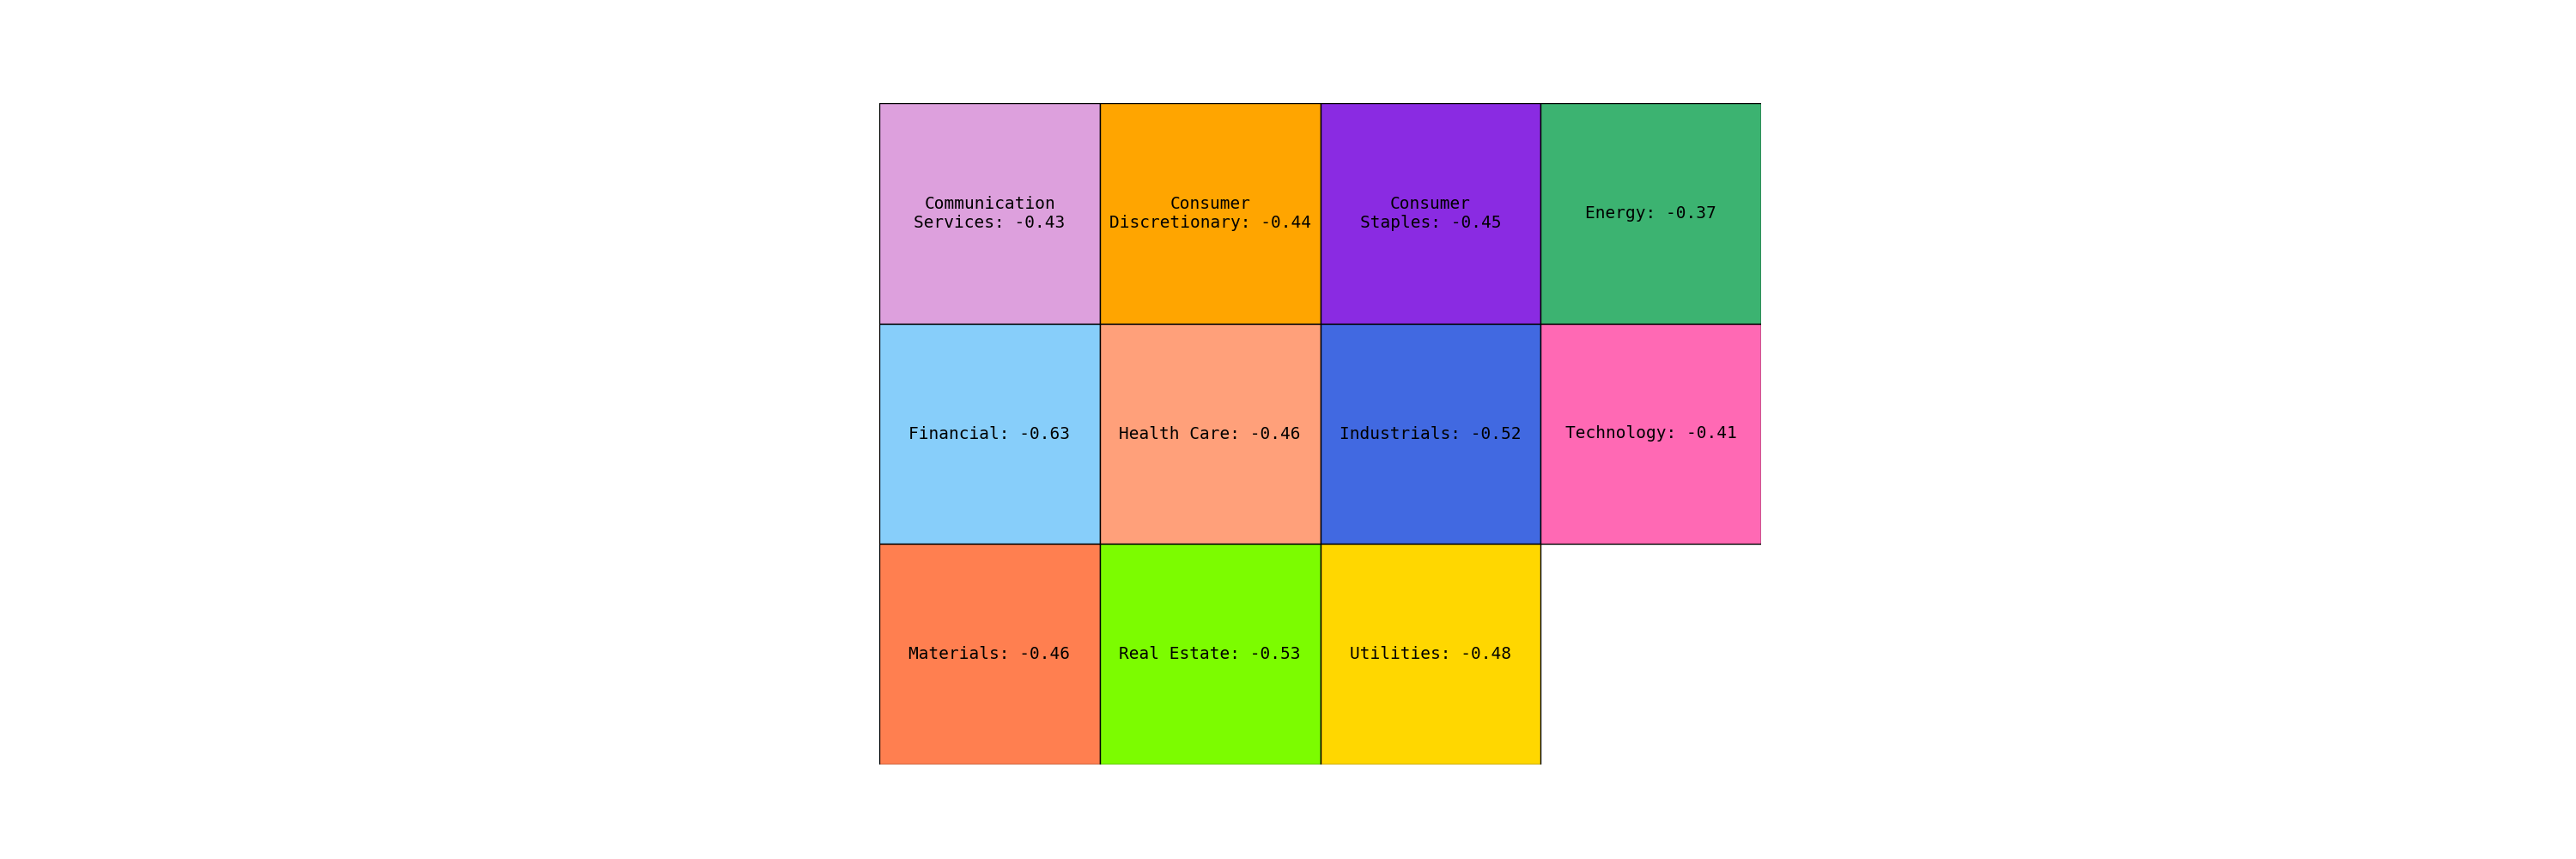 Communication
Services: -0.43
Consumer
Discretionary: -0.44
Consumer
Staples: -0.45
Energy: -0.37
Financial: -0.63
Health Care: -0.46
Industrials: -0.52
Technology: -0.41
Materials: -0.46
Real Estate: -0.53
Utilities: -0.48